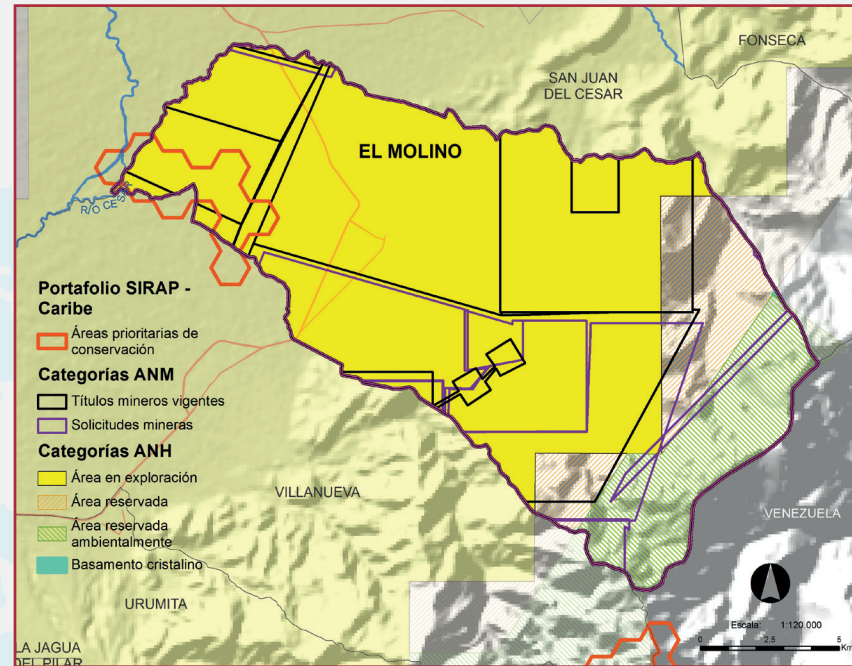 FONSECA
SAN JUAN
DEL CESAR
EL MOLINO
RÍO CESAR
Portafolio SIRAP -
Caribe
Áreas prioritarias de
conservación
Categorías ANM
Títulos mineros vigentes
Solicitudes mineras
Categorías ANH
Área en exploración
Área reservada
Área reservada
ambientalmente
Basamento cristalino
VILLANUEVA
VENEZUELA
URUMITA
LA JAGUA
DEL PILAR
Escala: 1:120.000
0 2.5 5
Km